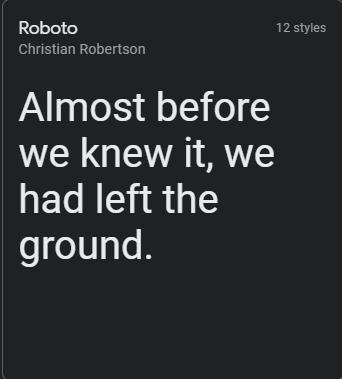 Roboto
12 styles
Christian Robertson
Almost before
we knew it, we
had left the
ground.